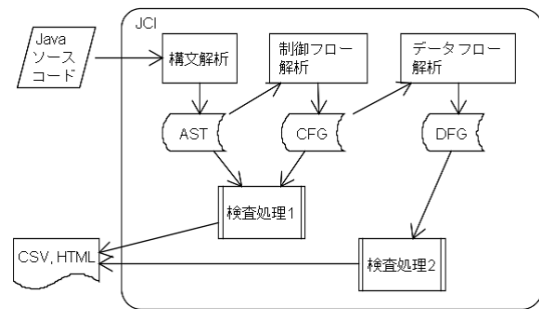 JCI
Java
ソース
コード
構文解析
制御フロー
解析
データフロー
解析
AST
CFG
DFG
検査処理1
CSV, HTML
検査処理2